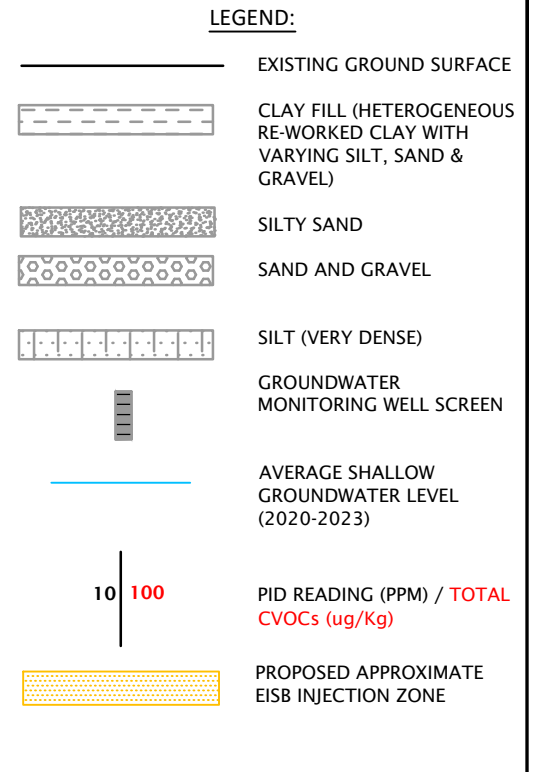 LEGEND:
EXISTING GROUND SURFACE
CLAY FILL (HETEROGENEOUS
RE-WORKED CLAY WITH
VARYING SILT, SAND &
GRAVEL)
SILTY SAND
SAND AND GRAVEL
SILT (VERY DENSE)
GROUNDWATER
MONITORING WELL SCREEN
AVERAGE SHALLOW
GROUNDWATER LEVEL
(2020-2023)
10 100
PID READING (PPM) / TOTAL
CVOCs (ug/Kg)
PROPOSED APPROXIMATE
EISB INJECTION ZONE